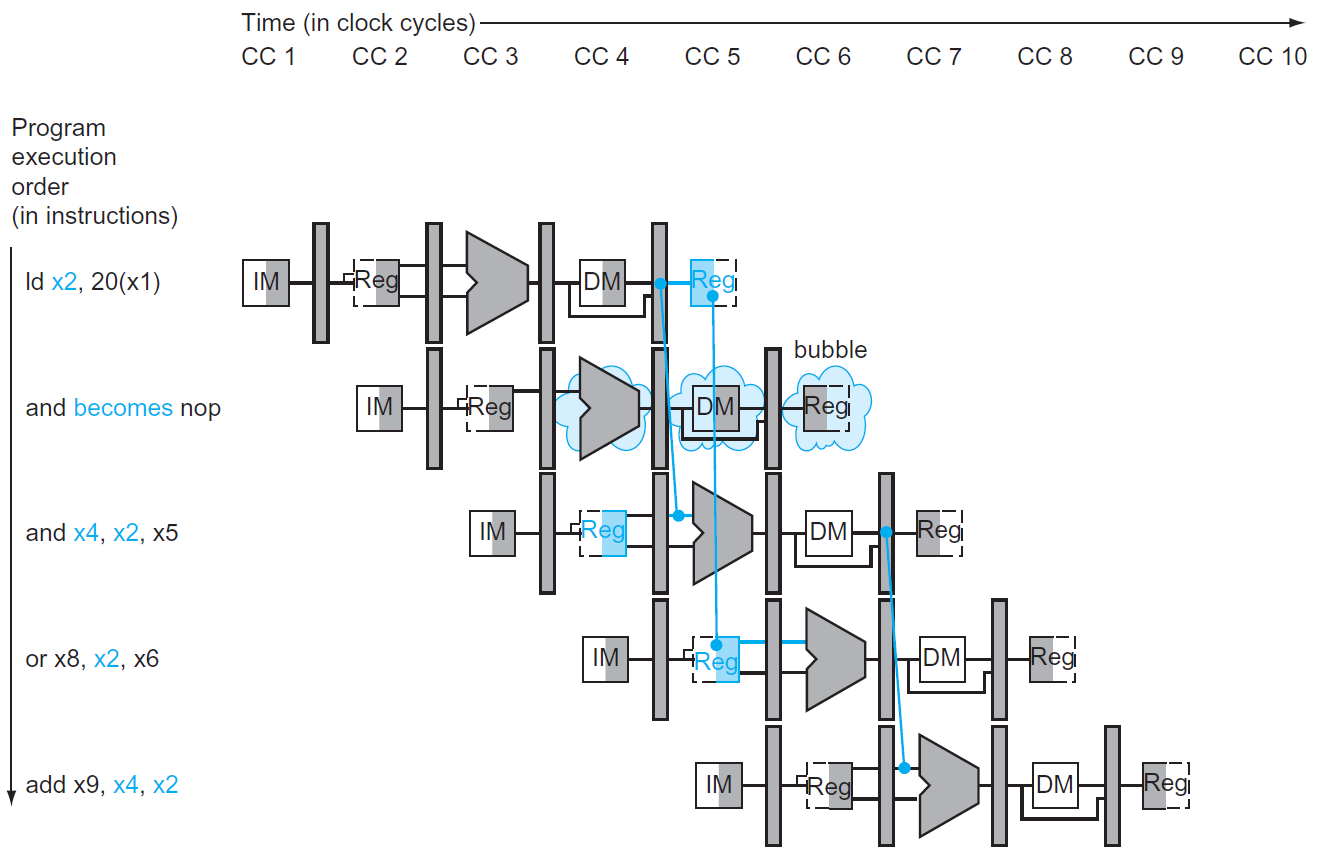 Time (in clock cycles)
CC 1 CC 2 CC 3 CC 4 CC 5 CC 6 CC 7 CC 8 CC 9 CC 10
Program
execution
order
(in instructions)
ld x2, 20(x1)
IM Reg DM Reg
bubble
and becomes nop
IM Reg DM Reg
and x4, x2, x5
IM Reg DM Reg
or x8, x2, x6
IM Reg DM Reg
add x9, x4, x2
IM Reg DM Reg